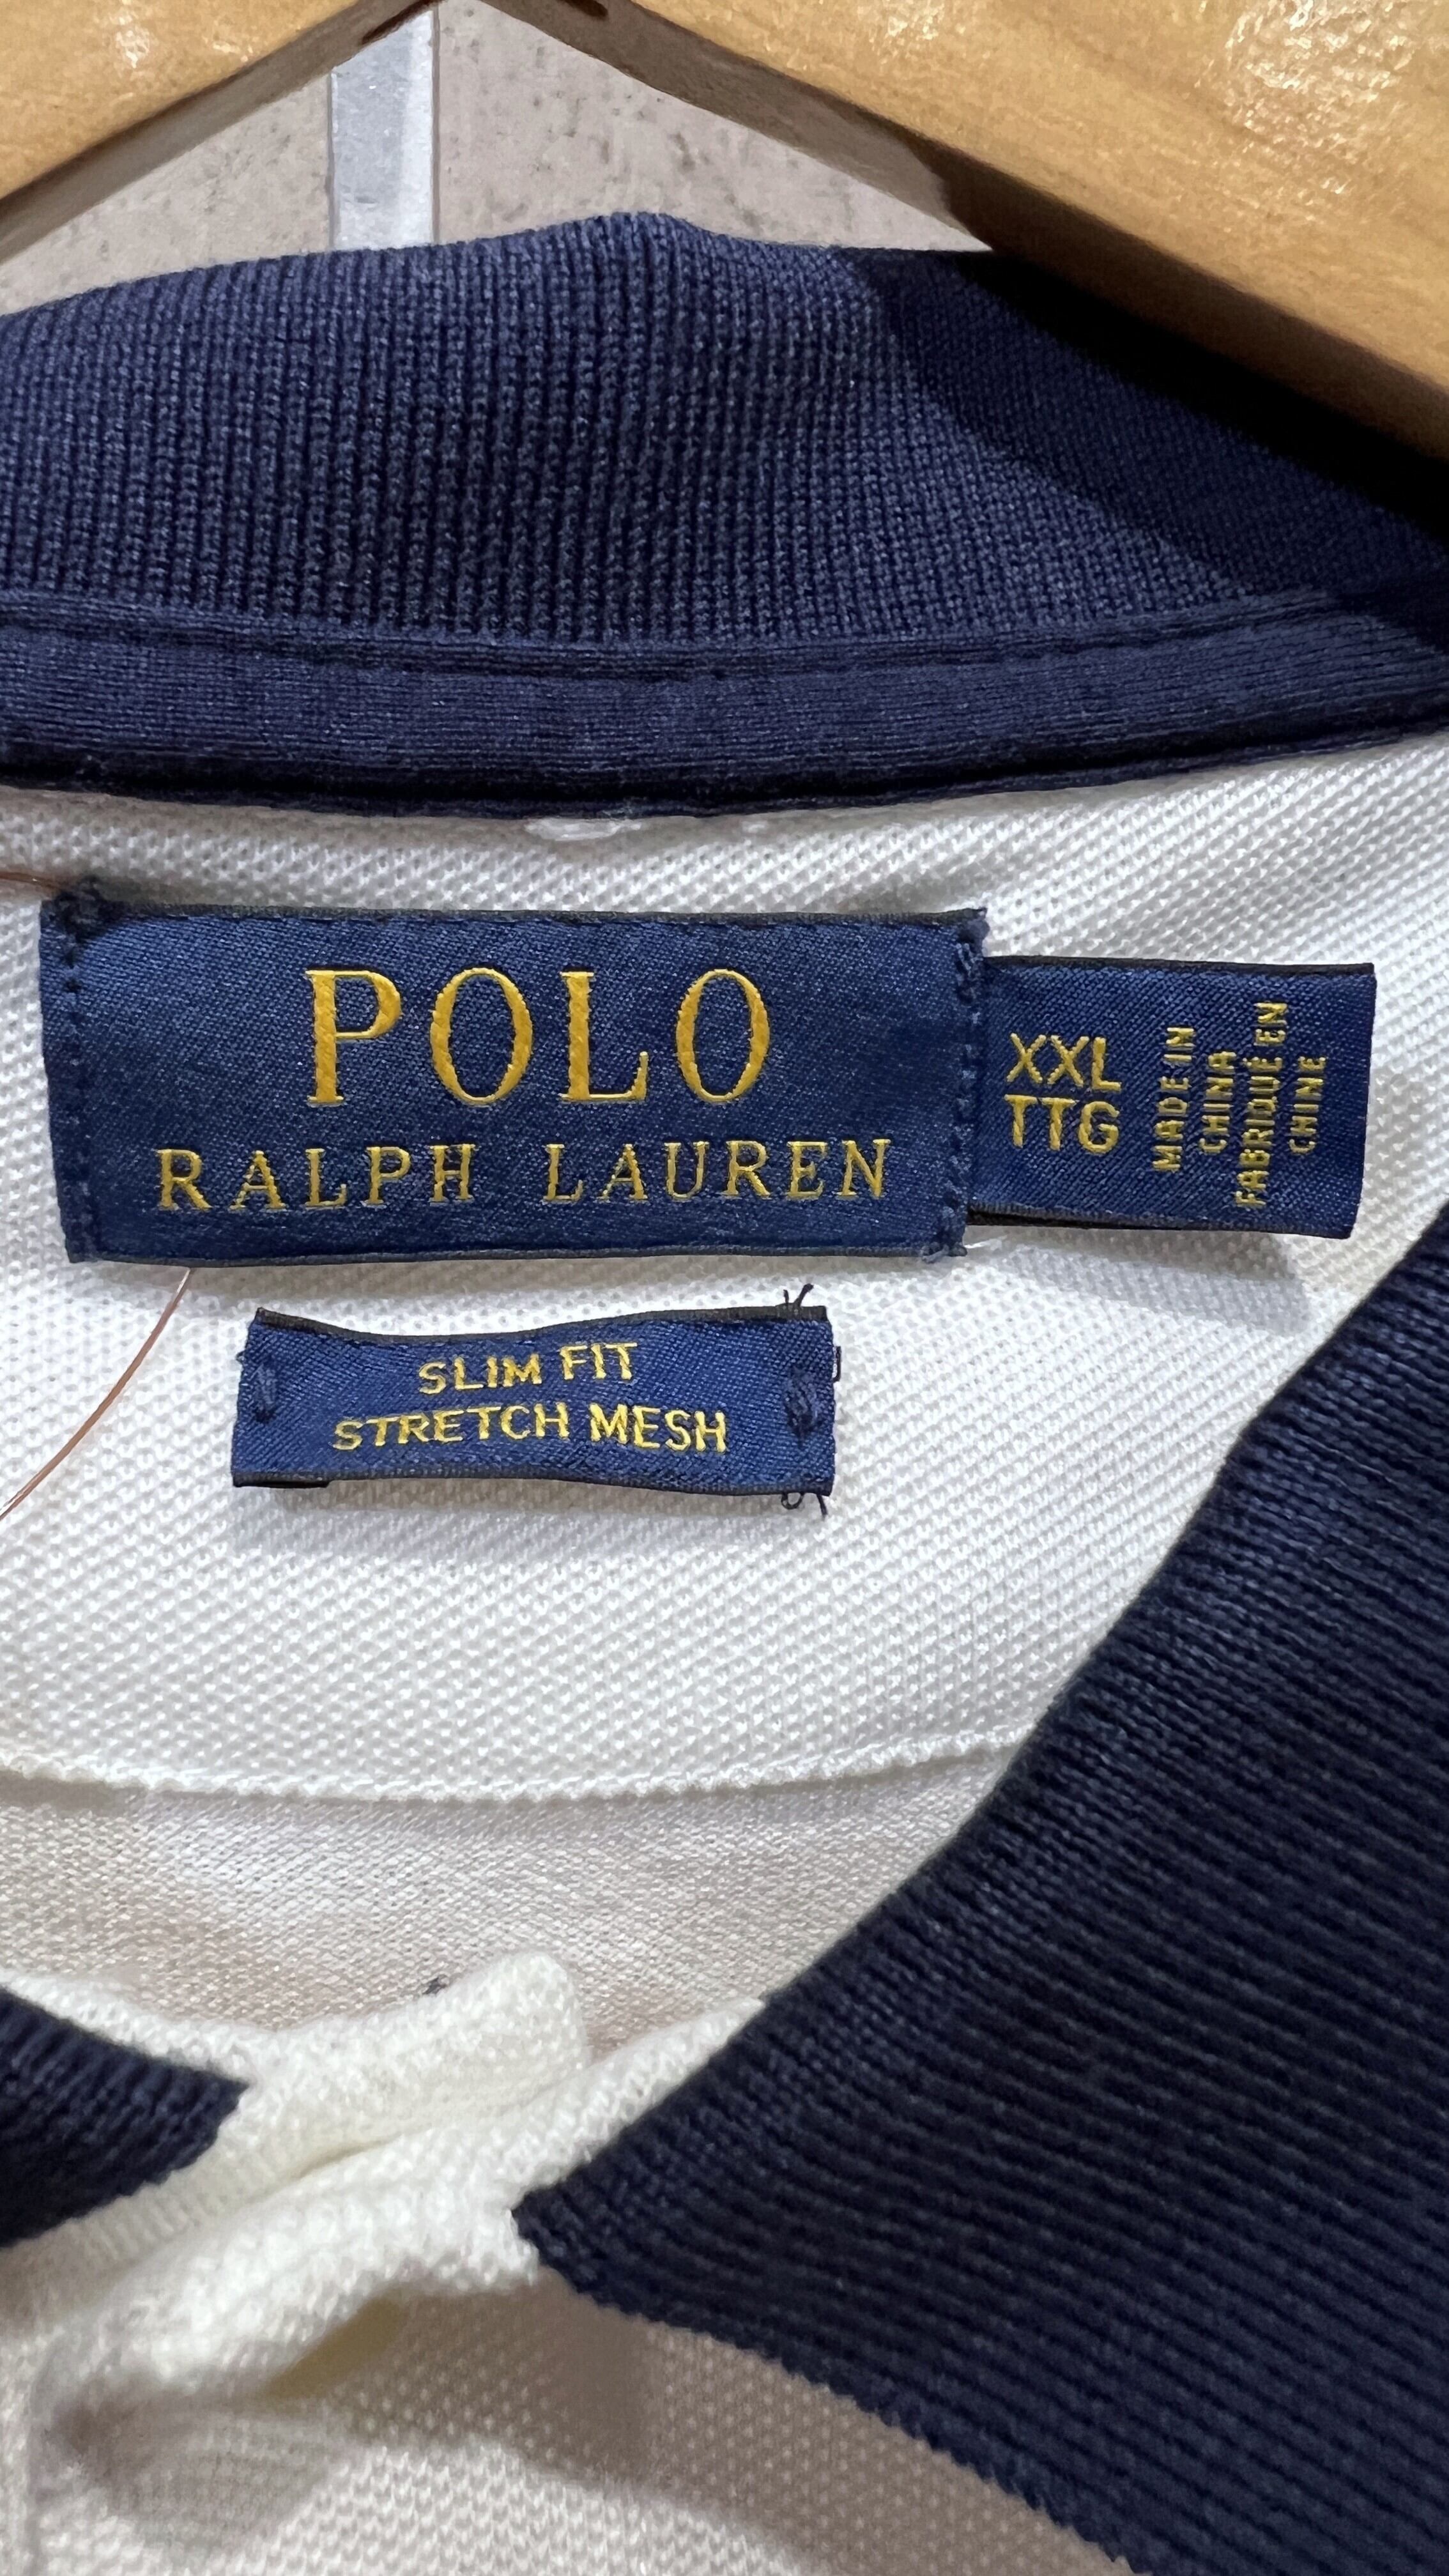 POLO
RALPH LAUREN
XXL
TTG
MADE IN
CHINA
FABRIQUÉ EN
CHINE
SLIM FIT
STRETCH MESH